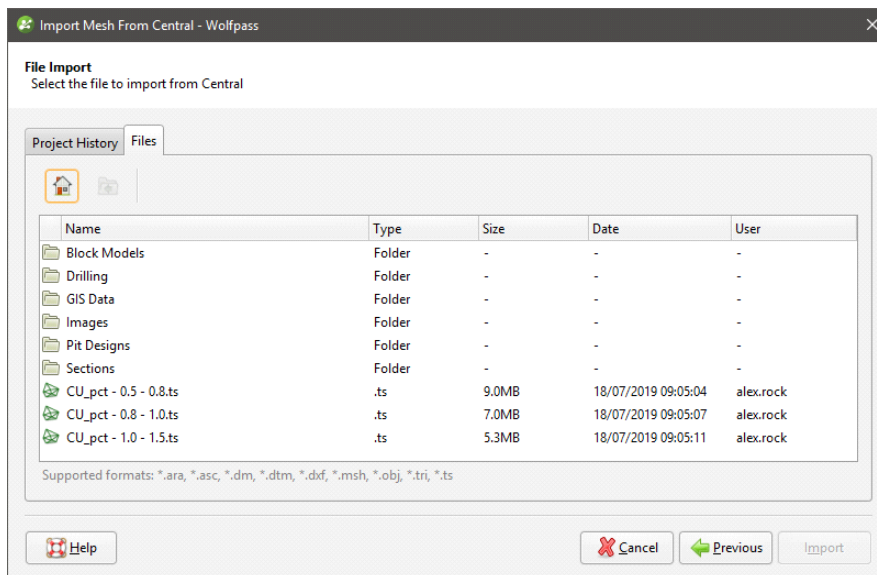 Import Mesh From Central - Wolfpass
File Import
Select the file to import from Central
Project History Files
Name Type Size Date User
Block Models Folder - - -
Drilling Folder - - -
GIS Data Folder - - -
Images Folder - - -
Pit Designs Folder - - -
Sections Folder - - -
CU_pct - 0.5 - 0.8.ts .ts 9.0MB 18/07/2019 09:05:04 alex.rock
CU_pct - 0.8 - 1.0.ts .ts 7.0MB 18/07/2019 09:05:07 alex.rock
CU_pct - 1.0 - 1.5.ts .ts 5.3MB 18/07/2019 09:05:11 alex.rock
Supported formats: *.ara, *.asc, *.dm, *.dtm, *.dxf, *.msh, *.obj, *.tri, *.ts
Help Cancel Previous Import